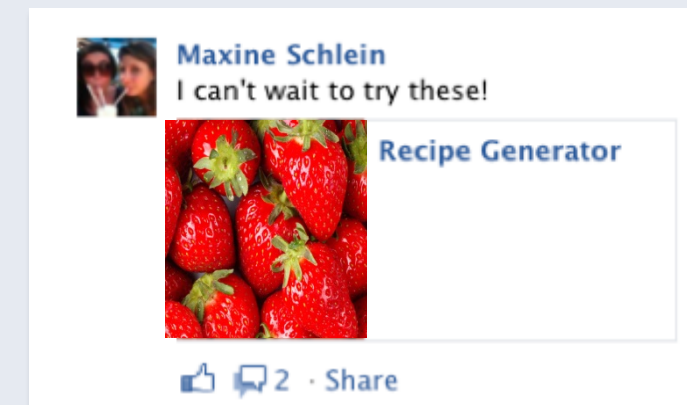 Maxine Schlein
I can't wait to try these!
Recipe Generator
2 · Share